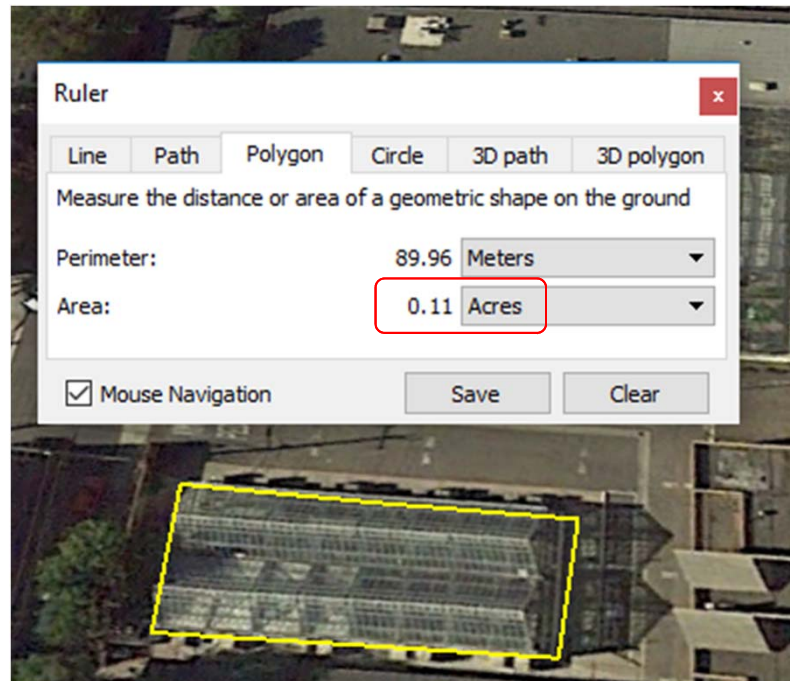 Ruler
x
Line Path Polygon Circle 3D path 3D polygon
Measure the distance or area of a geometric shape on the ground
Perimeter: 89.96 Meters
Area: 0.11 Acres
Mouse Navigation Save Clear